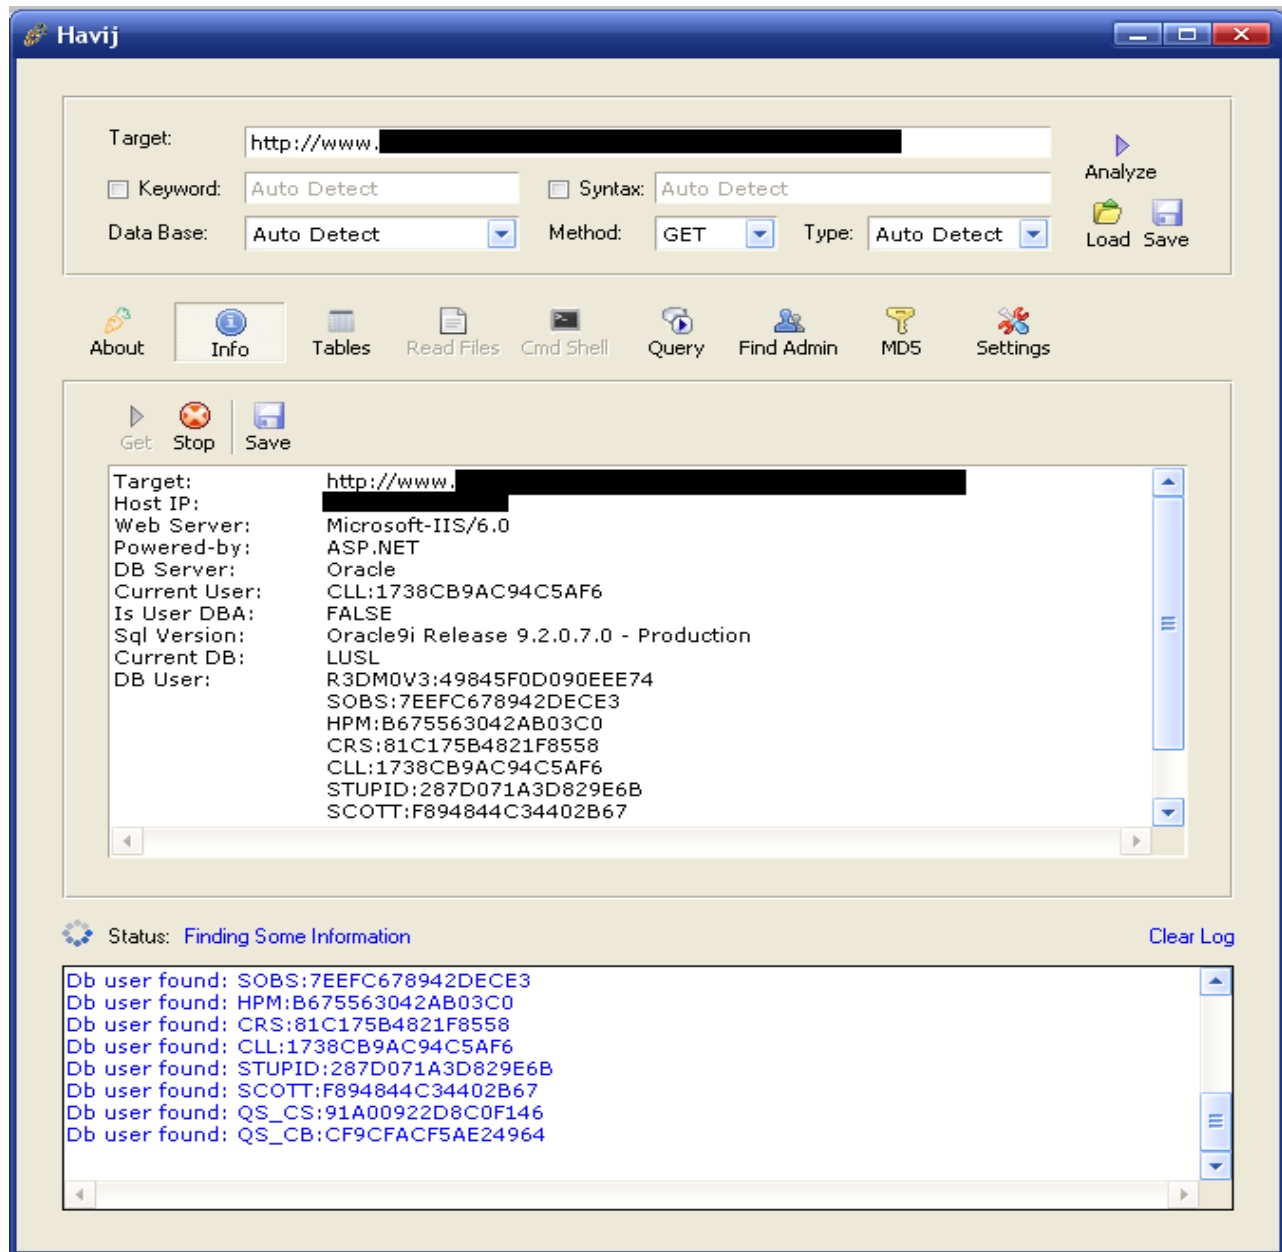 Havij
Target: http://www.
Analyze
Keyword: Auto Detect Syntax: Auto Detect
Data Base: Auto Detect Method: GET Type: Auto Detect
Load Save
About Info Tables Read Files Cmd Shell Query Find Admin MD5 Settings
Get Stop Save
Target: http://www.
Host IP:
Web Server: Microsoft-IIS/6.0
Powered-by: ASP.NET
DB Server: Oracle
Current User: CLL:1738CB9AC94C5AF6
Is User DBA: FALSE
Sql Version: Oracle9i Release 9.2.0.7.0 - Production
Current DB: LUSL
DB User: R3DM0V3:49845F0D090EEE74
SOBS:7EEFC678942DECE3
HPM:B675563042AB03C0
CRS:81C175B4821F8558
CLL:1738CB9AC94C5AF6
STUPID:287D071A3D829E6B
SCOTT:F894844C34402B67
Status: Finding Some Information Clear Log
Db user found: SOBS:7EEFC678942DECE3
Db user found: HPM:B675563042AB03C0
Db user found: CRS:81C175B4821F8558
Db user found: CLL:1738CB9AC94C5AF6
Db user found: STUPID:287D071A3D829E6B
Db user found: SCOTT:F894844C34402B67
Db user found: QS_CS:91A00922D8C0F146
Db user found: QS_CB:CF9CFACF5AE24964